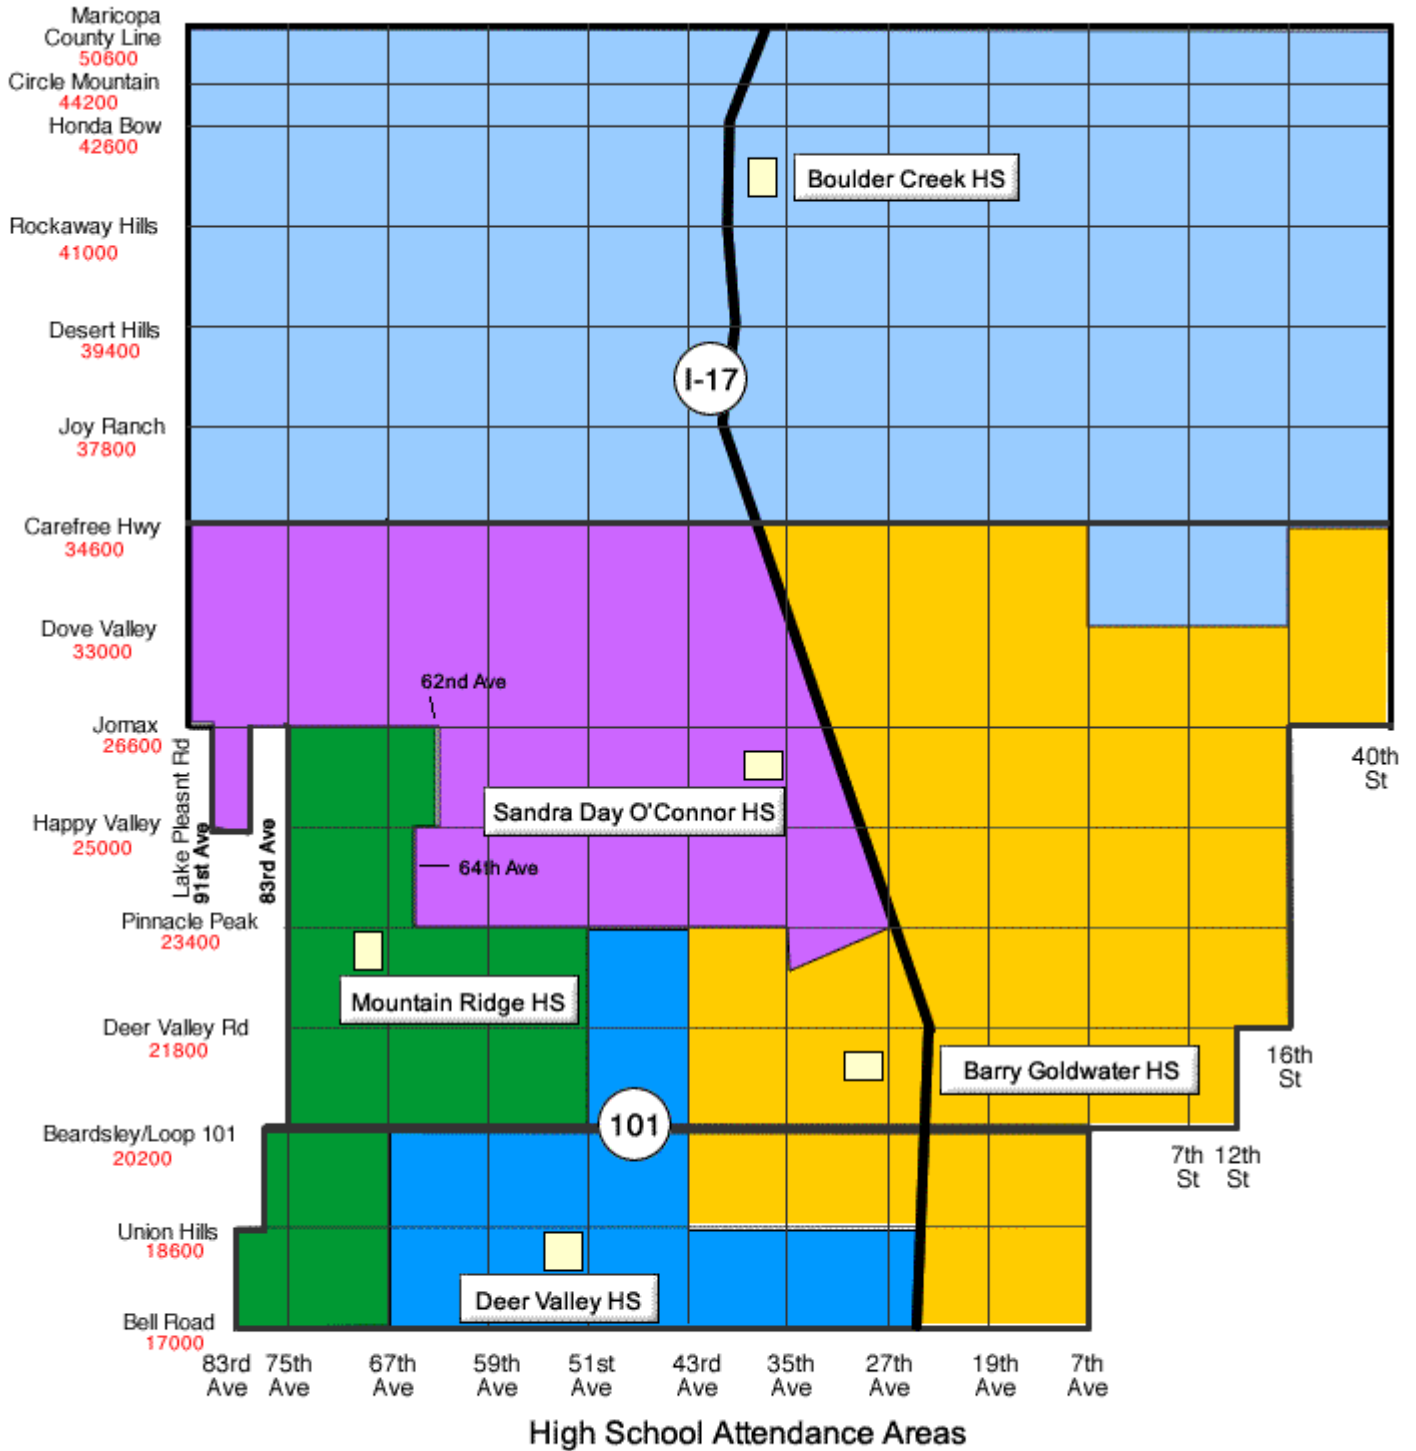 Maricopa
County Line
50600
Circle Mountain
44200
Honda Bow
42600
Boulder Creek HS
Rockaway Hills
41000
Desert Hills
39400
I-17
Joy Ranch
37800
Carefree Hwy
34600
Dove Valley
33000
62nd Ave
Jomax
26600
Lake Pleasnt Rd
91st Ave
83rd Ave
40th
St
Sandra Day O'Connor HS
Happy Valley
25000
64th Ave
Pinnacle Peak
23400
Mountain Ridge HS
Deer Valley Rd
21800
Barry Goldwater HS
16th
St
101
Beardsley/Loop 101
20200
7th
St
12th
St
Union Hills
18600
Deer Valley HS
Bell Road
17000
83rd
Ave
75th
Ave
67th
Ave
59th
Ave
51st
Ave
43rd
Ave
35th
Ave
27th
Ave
19th
Ave
7th
Ave
High School Attendance Areas